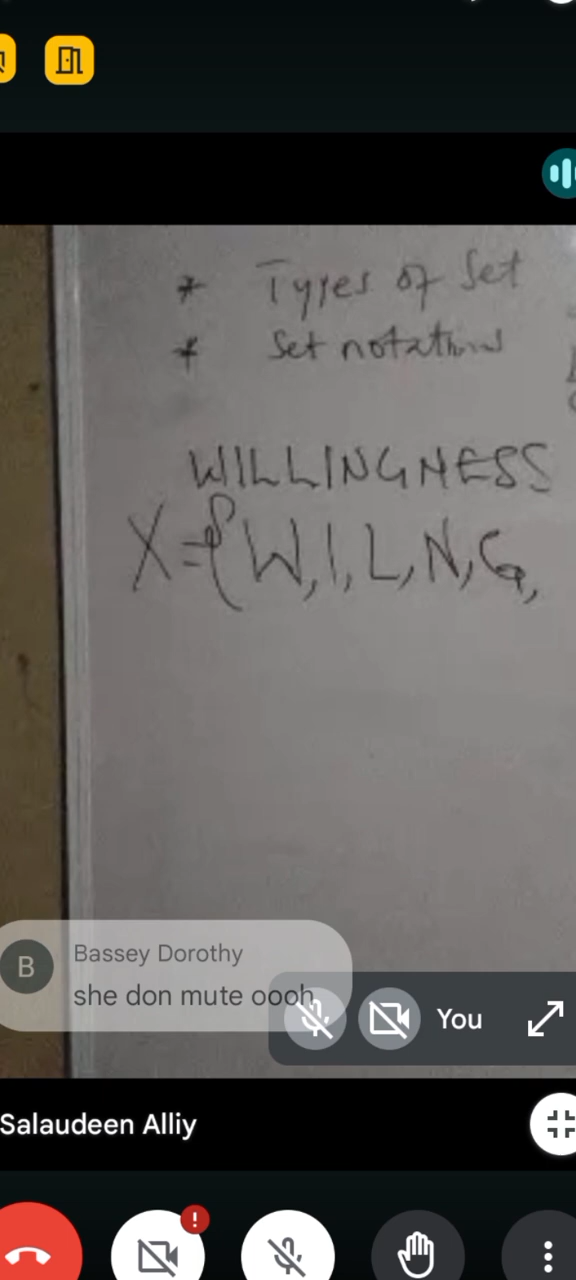 * Types of Set
* Set notations
WILLINGNESS
X={W,I,L,N,G,
Bassey Dorothy
B
she don mute oooh
You
Salaudeen Alliy